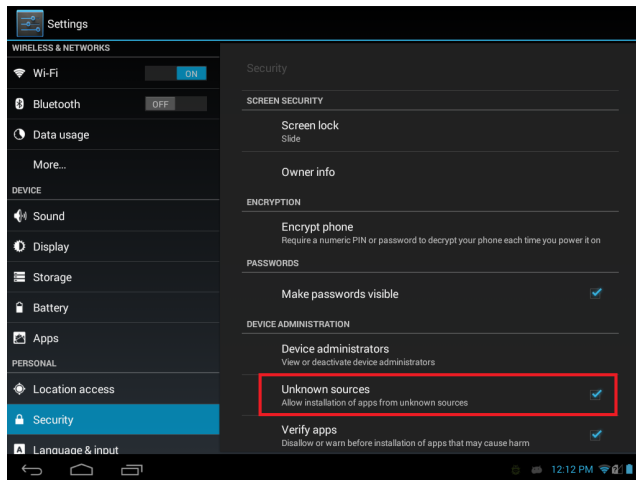 Settings
WIRELESS & NETWORKS
Wi-Fi
ON
Bluetooth
OFF
Data usage
More...
DEVICE
Sound
Display
Storage
Battery
Apps
PERSONAL
Location access
Security
A Language & input
Security
SCREEN SECURITY
Screen lock
Slide
Owner info
ENCRYPTION
Encrypt phone
Require a numeric PIN or password to decrypt your phone each time you power it on
PASSWORDS
Make passwords visible
DEVICE ADMINISTRATION
Device administrators
View or deactivate device administrators
Unknown sources
Allow installation of apps from unknown sources
Verify apps
Disallow or warn before installation of apps that may cause harm
12:12 PM